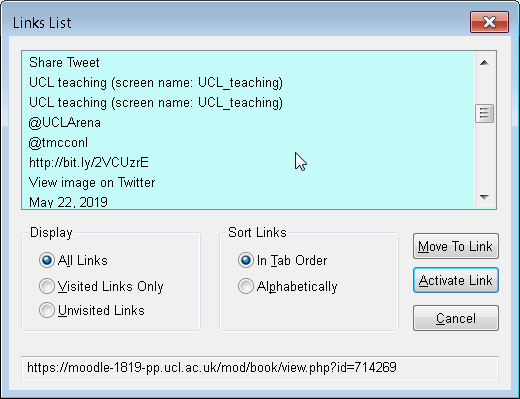 Links List
Share Tweet
UCL teaching (screen name: UCL_teaching)
UCL teaching (screen name: UCL_teaching)
@UCLArena
@tmcconl
http://bit.ly/2VCUzrE
View image on Twitter
May 22, 2019
Display
All Links
Visited Links Only
Unvisited Links
Sort Links
In Tab Order
Alphabetically
Move To Link
Activate Link
Cancel
https://moodle-1819-pp.ucl.ac.uk/mod/book/view.php?id=714269